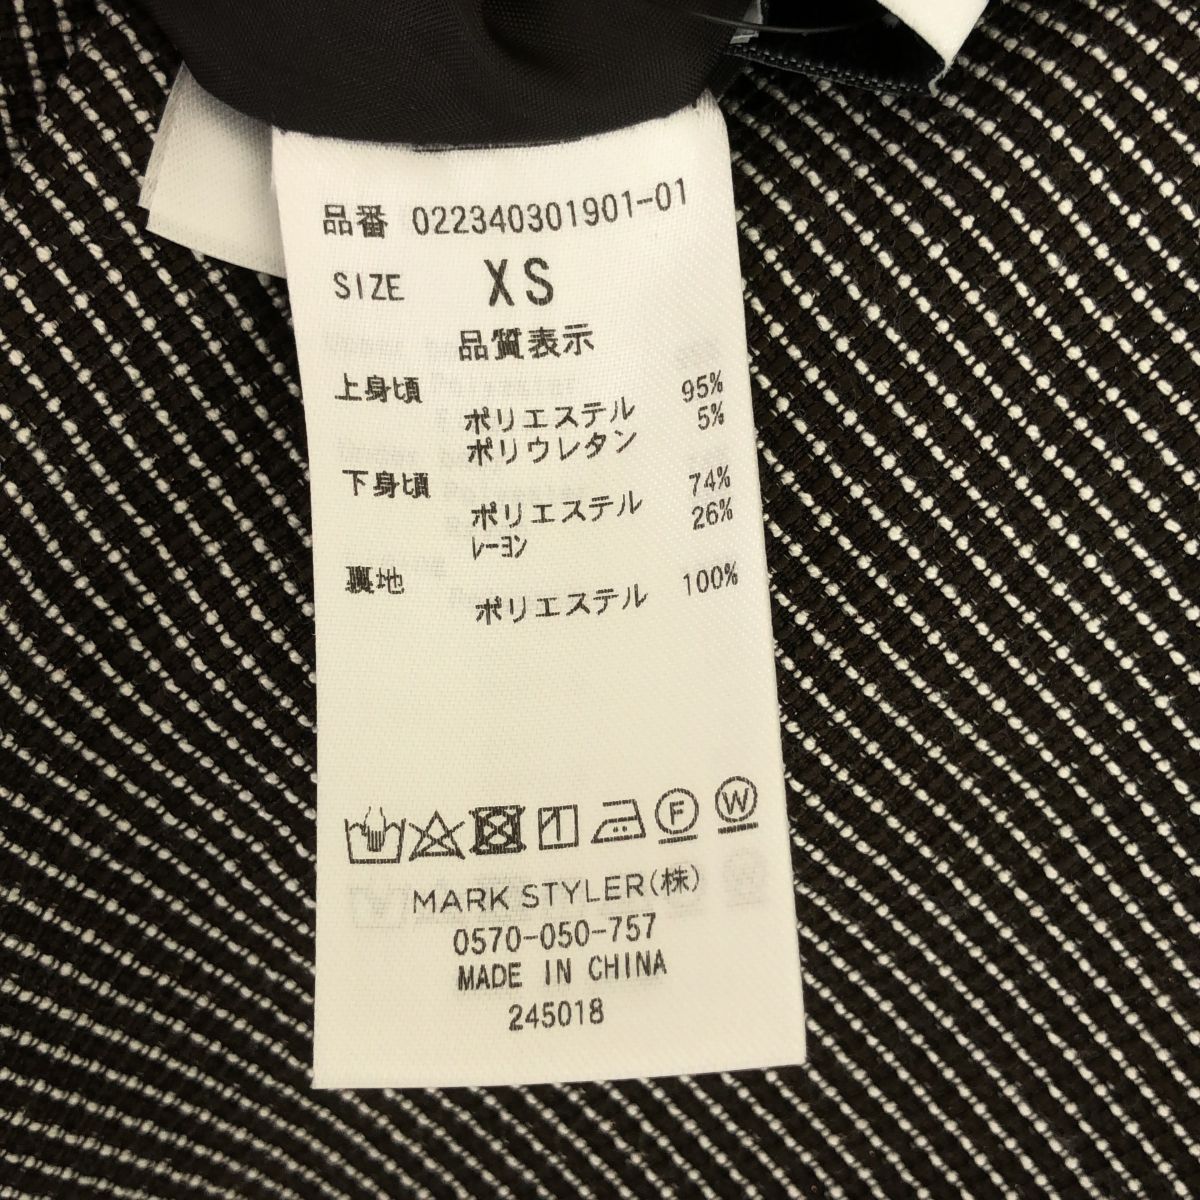 品番 022340301901-01
SIZE XS
品質表示
上身頃
ポリエステル 95%
ポリウレタン 5%
下身頃
ポリエステル 74%
レーヨン 26%
裏地
ポリエステル 100%
F W
MARK STYLER(株)
0570-050-757
MADE IN CHINA
245018